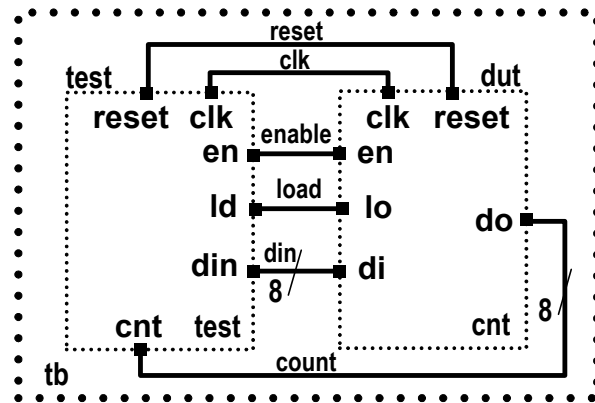 reset
clk
test dut
reset clk clk reset
en enable en
ld load lo
do
din din di
8 8
cnt test cnt
count
tb